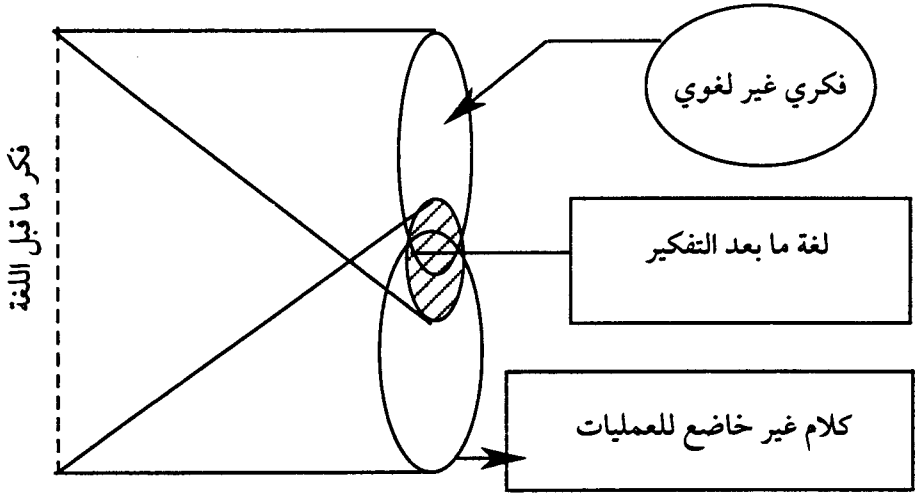 فكري غير لغوي
فكر ما قبل اللغة
لغة ما بعد التفكير
كلام غير خاضع للعمليات